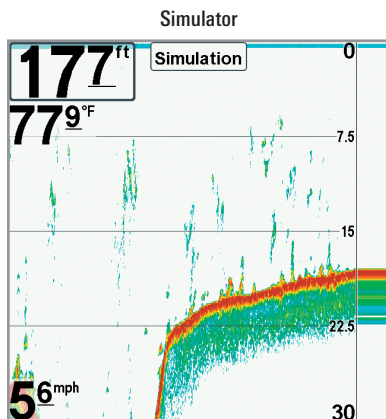 Simulator
17.7 ft
Simulation
0
77.9 °F
7.5
15
22.5
5.6 mph
30